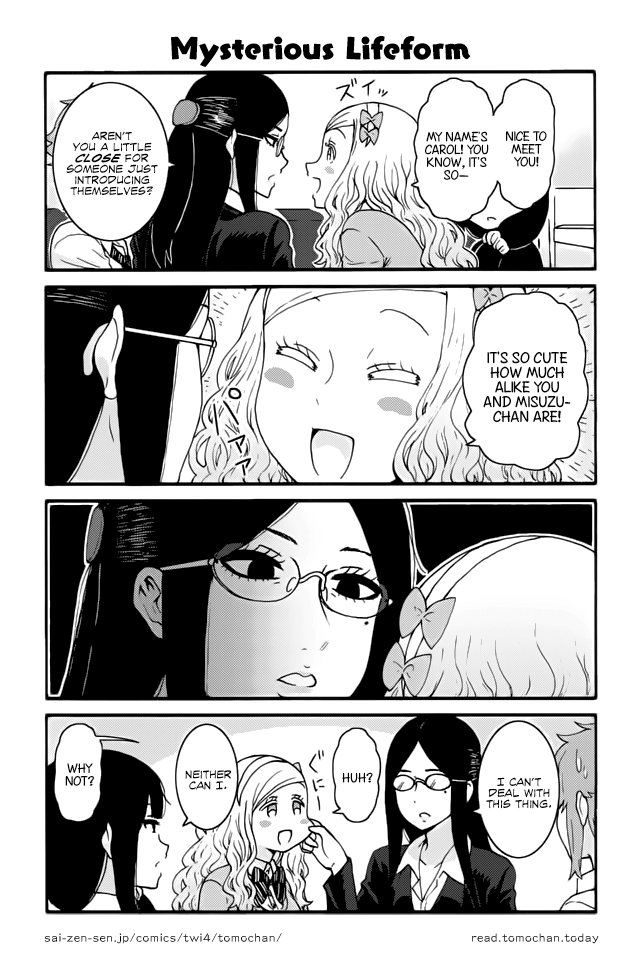 Mysterious Lifeform
NICE TO
MEET
YOU!
MY NAME'S
CAROL! YOU
KNOW, IT'S
SO—
ズイッ
AREN'T
YOU A LITTLE
CLOSE FOR
SOMEONE JUST
INTRODUCING
THEMSELVES?
IT'S SO CUTE
HOW MUCH
ALIKE YOU
AND MISUZU-
CHAN ARE!
I CAN'T
DEAL WITH
THIS THING.
HUH?
NEITHER
CAN I.
WHY
NOT?
sai-zen-sen.jp/comics/twi4/tomochan/
read.tomochan.today